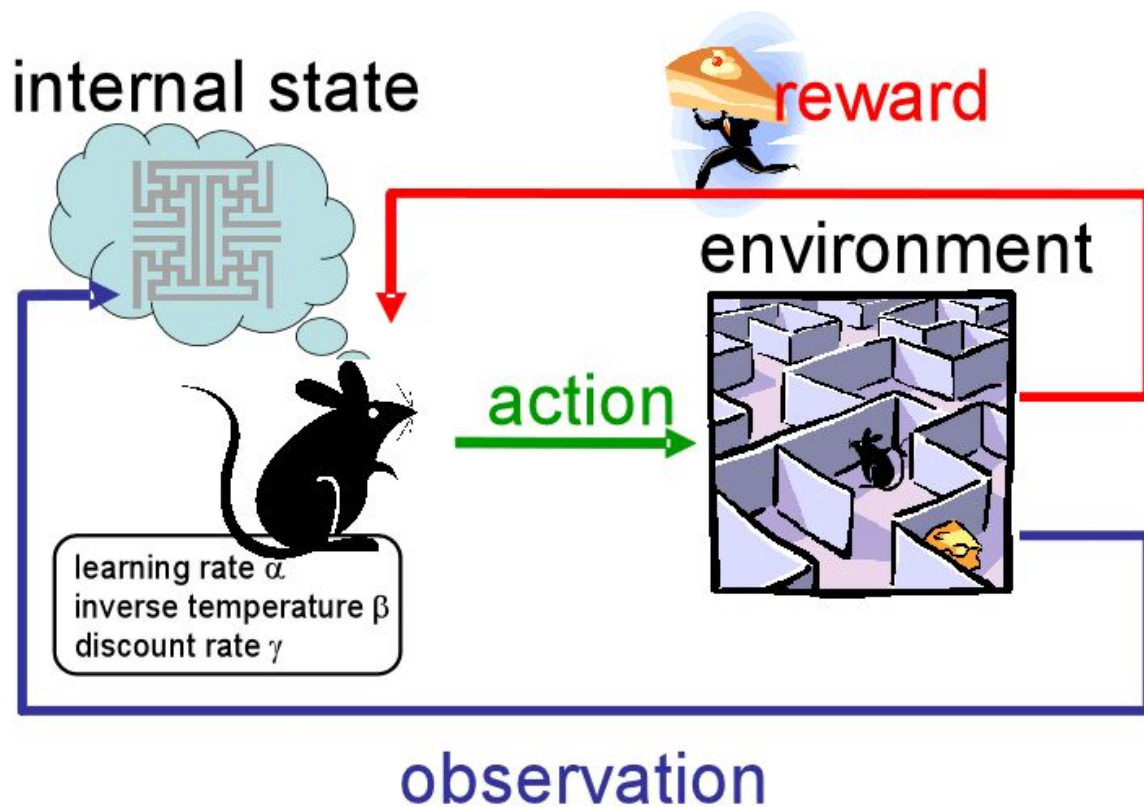 internal state
reward
environment
action
learning rate α
inverse temperature β
discount rate γ
observation